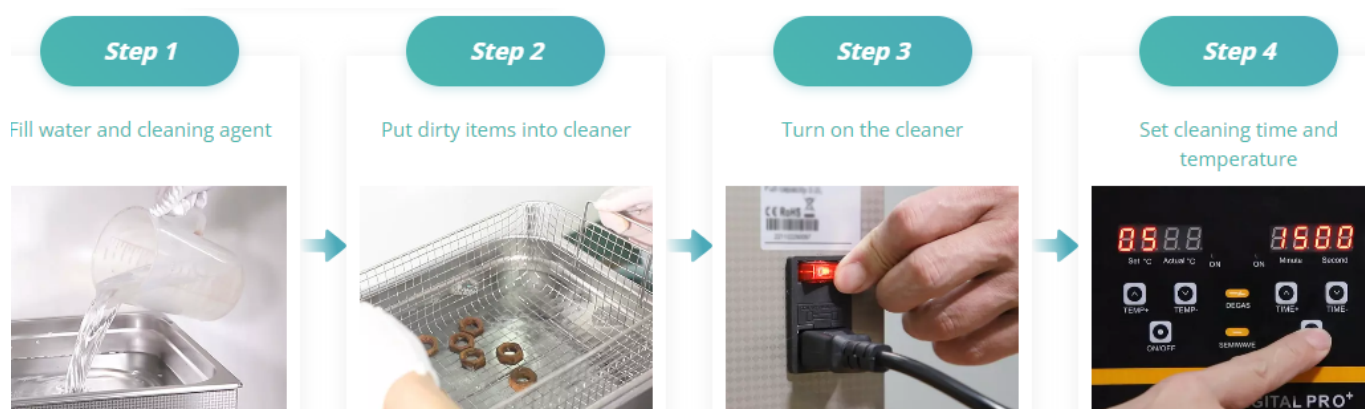 Step 1
Fill water and cleaning agent
Step 2
Put dirty items into cleaner
Step 3
Turn on the cleaner
CE RoHS
Step 4
Set cleaning time and
temperature
05 88
1500
Set °C
Actual °C
ON
ON
Minute
Second
TEMP+
TEMP-
DEGAS
TIME+
TIME-
ON/OFF
SEMIWAVE
GITAL PRO+